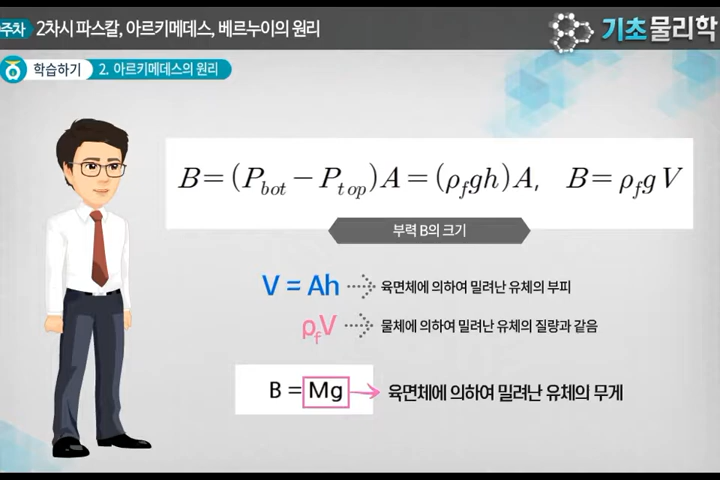 주차 2차시 파스칼, 아르키메데스, 베르누이의 원리
기초물리학
학습하기 2. 아르키메데스의 원리
B=(P_bot−P_top)A=(ρ_f gh)A, B=ρ_f gV
부력 B의 크기
V = Ah 육면체에 의하여 밀려난 유체의 부피
ρ_f V 물체에 의하여 밀려난 유체의 질량과 같음
B = Mg 육면체에 의하여 밀려난 유체의 무게